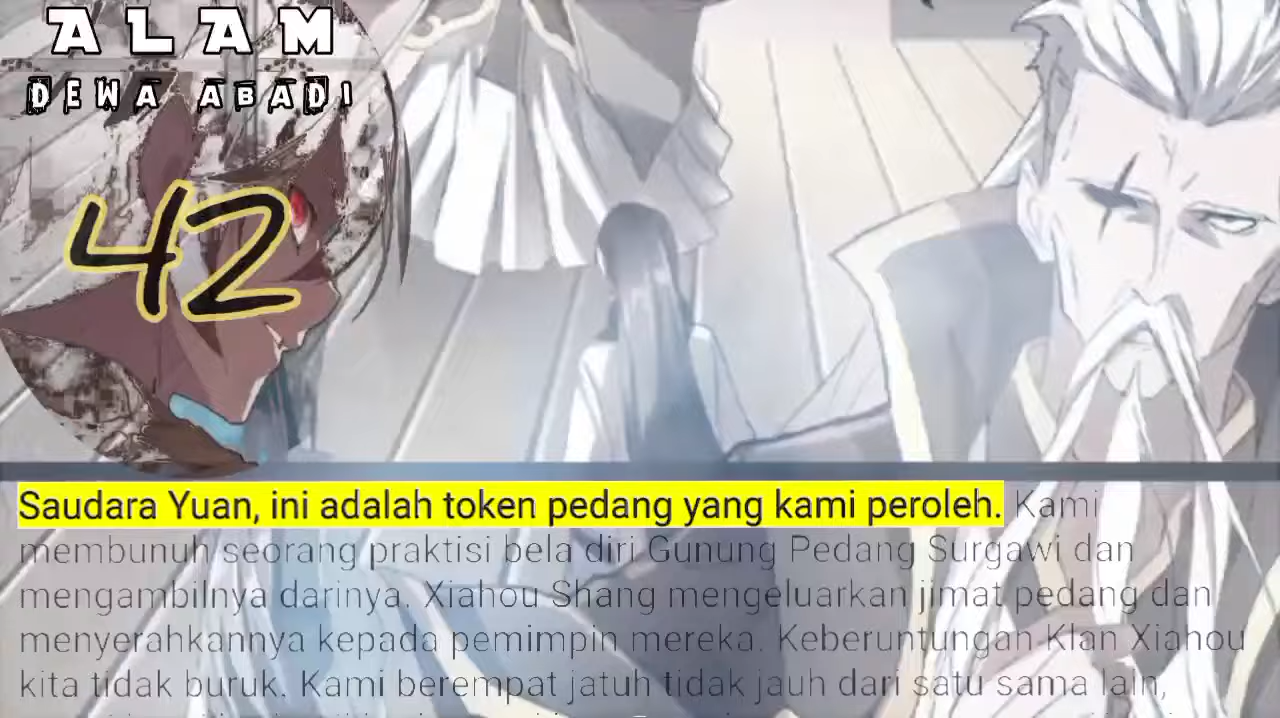 ALAM
DEWA ABADI
42
Saudara Yuan, ini adalah token pedang yang kami peroleh. Kami
membunuh seorang praktisi bela diri Gunung Pedang Surgawi dan
mengambilnya darinya. Xiahou Shang mengeluarkan jimat pedang dan
menyerahkannya kepada pemimpin mereka. Keberuntungan Klan Xiahou
kita tidak buruk. Kami berempat jatuh tidak jauh dari satu sama lain,